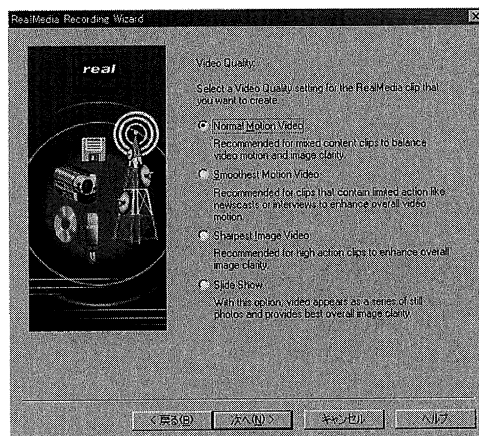 RealMedia Recording Wizard
real
Video Quality:
Select a Video Quality setting for the RealMedia clip that
you want to create.
Normal Motion Video
Recommended for mixed content clips to balance
video motion and image clarity.
Smoothest Motion Video
Recommended for clips that contain limited action like
newscasts or interviews to enhance overall video
motion.
Sharpest Image Video
Recommended for high action clips to enhance overall
image clarity.
Slide Show
With this option, video appears as a series of still
photos and provides best overall image clarity.
< 戻る(B)
次へ(N) >
キャンセル
ヘルプ